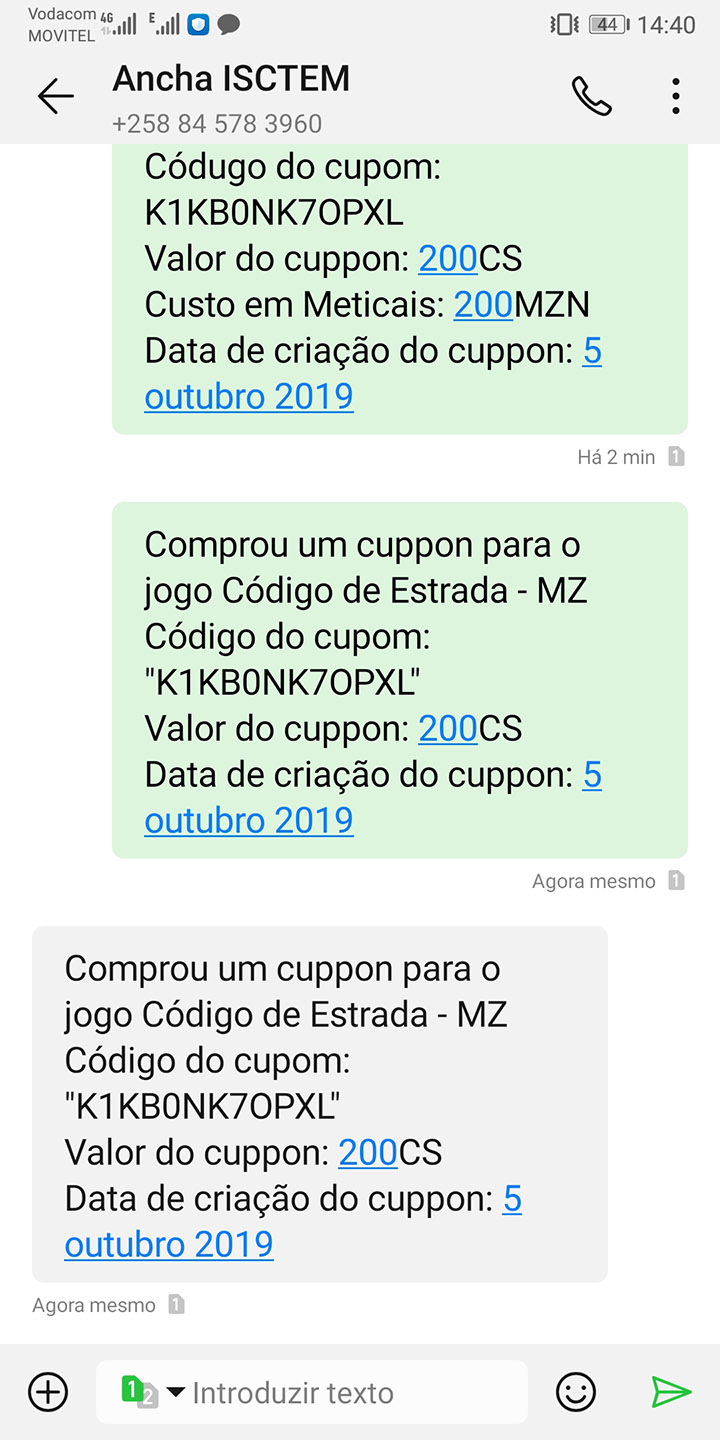 Vodacom 4G E 44 14:40
MOVITEL
Ancha ISCTEM
+258 84 578 3960
Códugo do cupom:
K1KB0NK7OPXL
Valor do cuppon: 200CS
Custo em Meticais: 200MZN
Data de criação do cuppon: 5
outubro 2019
Há 2 min 1
Comprou um cuppon para o
jogo Código de Estrada - MZ
Código do cupom:
"K1KB0NK7OPXL"
Valor do cuppon: 200CS
Data de criação do cuppon: 5
outubro 2019
Agora mesmo 1
Comprou um cuppon para o
jogo Código de Estrada - MZ
Código do cupom:
"K1KB0NK7OPXL"
Valor do cuppon: 200CS
Data de criação do cuppon: 5
outubro 2019
Agora mesmo 1
1 2 Introduzir texto